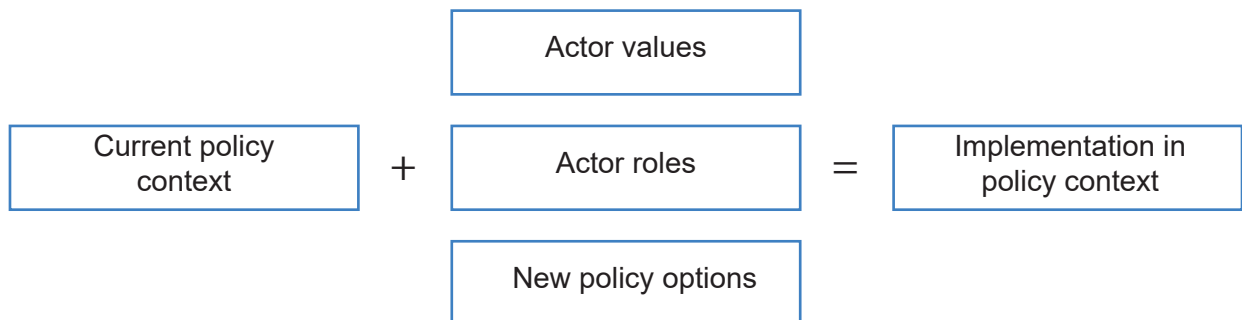 Actor values
Current policy
context
+
Actor roles
=
Implementation in
policy context
New policy options